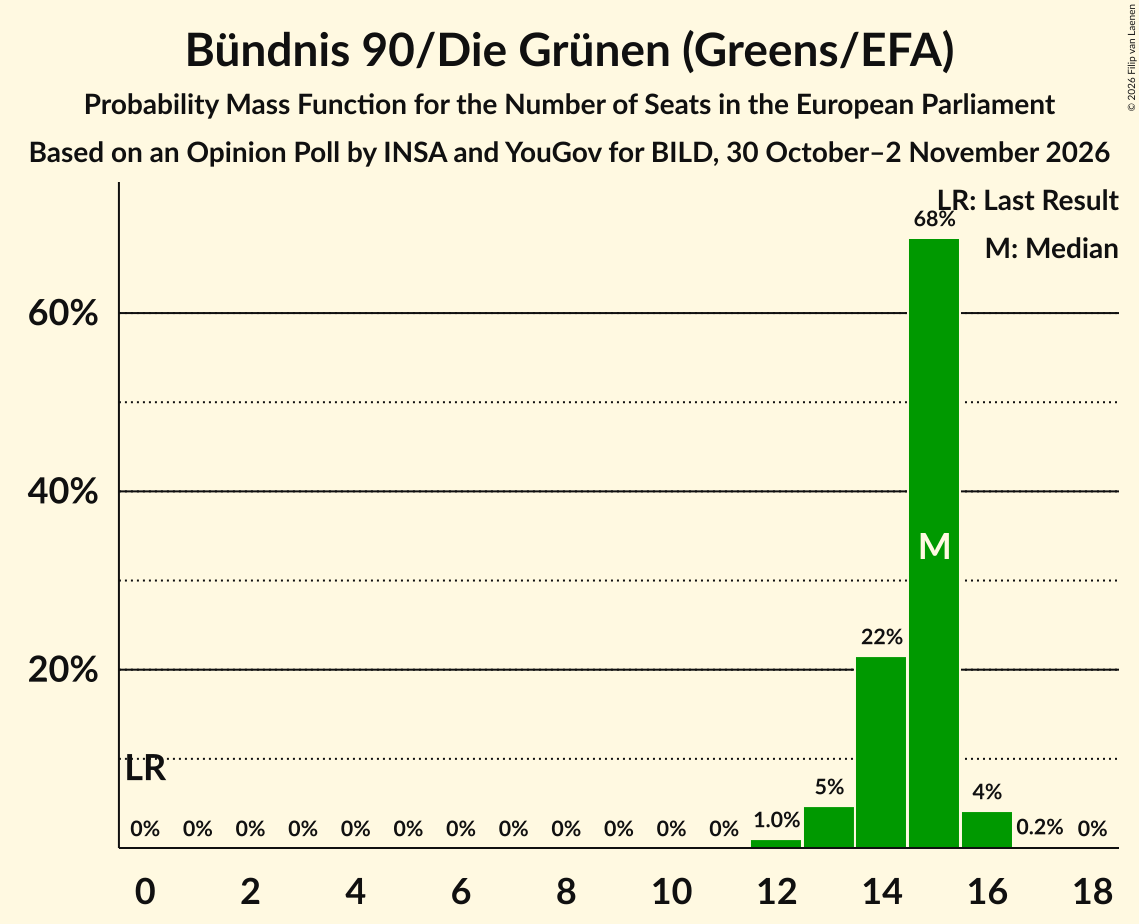 Bündnis 90/Die Grünen (Greens/EFA)
Probability Mass Function for the Number of Seats in the European Parliament
Based on an Opinion Poll by INSA and YouGov for BILD, 30 October–2 November 2026
© 2026 Filip van Laenen
LR: Last Result
M: Median
68%
60%
40%
M
22%
20%
LR
5%
4%
0% 0% 0% 0% 0% 0% 0% 0% 0% 0% 0% 0% 1.0% 0.2% 0%
0 2 4 6 8 10 12 14 16 18